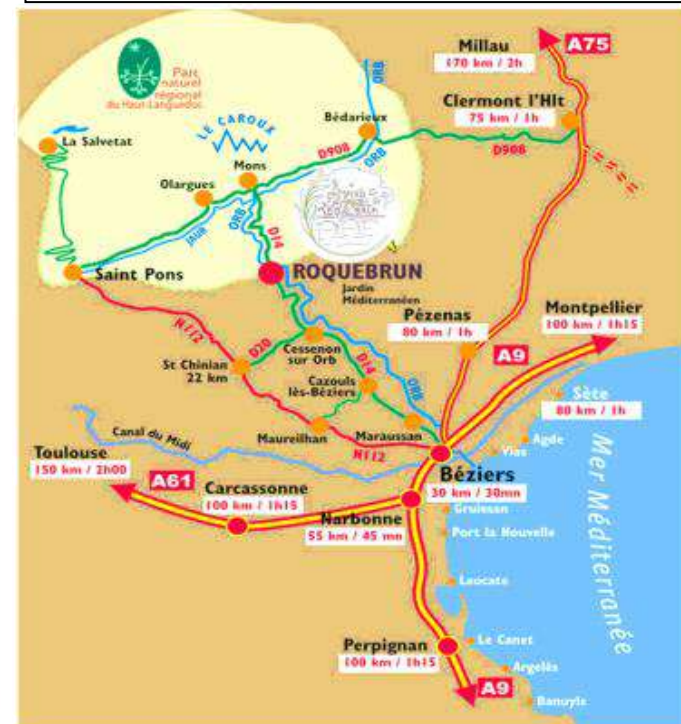 Millau
170 km / 2h
A75
Parc
naturel
régional
du Haut-Languedoc
ORB
Clermont l'Hlt
75 km / 1h
LE CAROUX
Bédarieux
La Salvetat
D908
ORB
D908
Mons
Olargues
ORB
D14
JAUR
Saint Pons
ROQUEBRUN
Jardin
Méditerranéen
Pézenas
80 km / 1h
Montpellier
100 km / 1h15
A9
N112
D20
Cessenon
sur Orb
St Chinian
22 km
D14
ORB
Cazouls
lès-Béziers
Sète
80 km / 1h
Canal du Midi
Maureilhan
Maraussan
Agde
Vias
N112
Toulouse
150 km / 2h00
Béziers
30 km / 30mn
A61
Carcassonne
100 km / 1h15
Narbonne
55 km / 45 mn
Gruissan
Port la Nouvelle
Mer Méditerranée
Leocate
Perpignan
100 km / 1h15
Le Canet
Argelès
A9
Banuyls